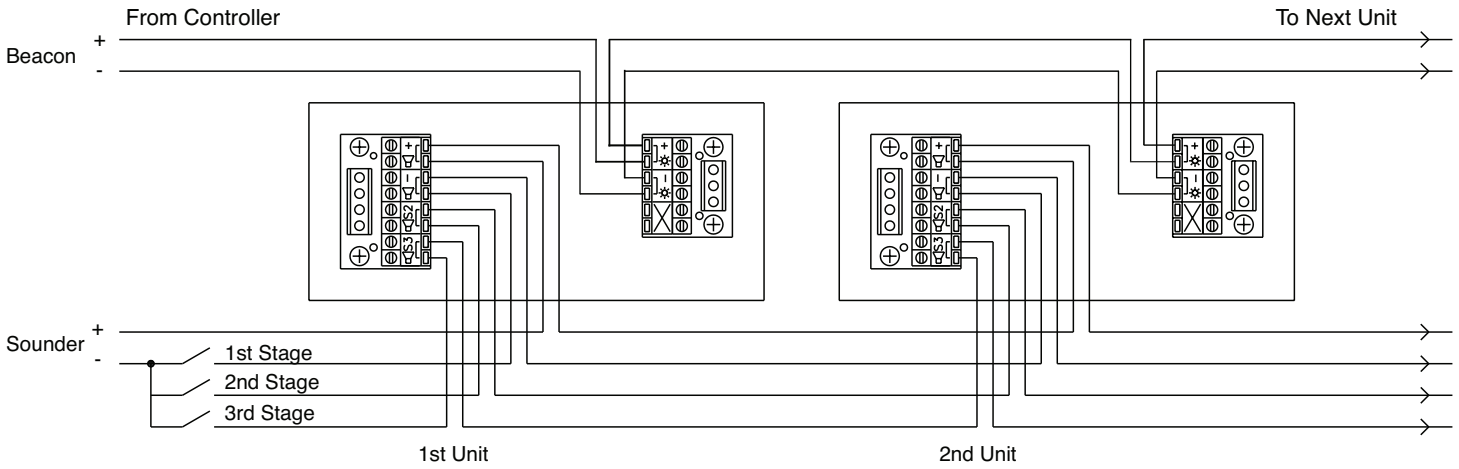 From Controller
To Next Unit
Beacon
+
-
+
-
S2
S3
+
-
+
-
S2
S3
+
-
Sounder
+
-
1st Stage
2nd Stage
3rd Stage
1st Unit
2nd Unit